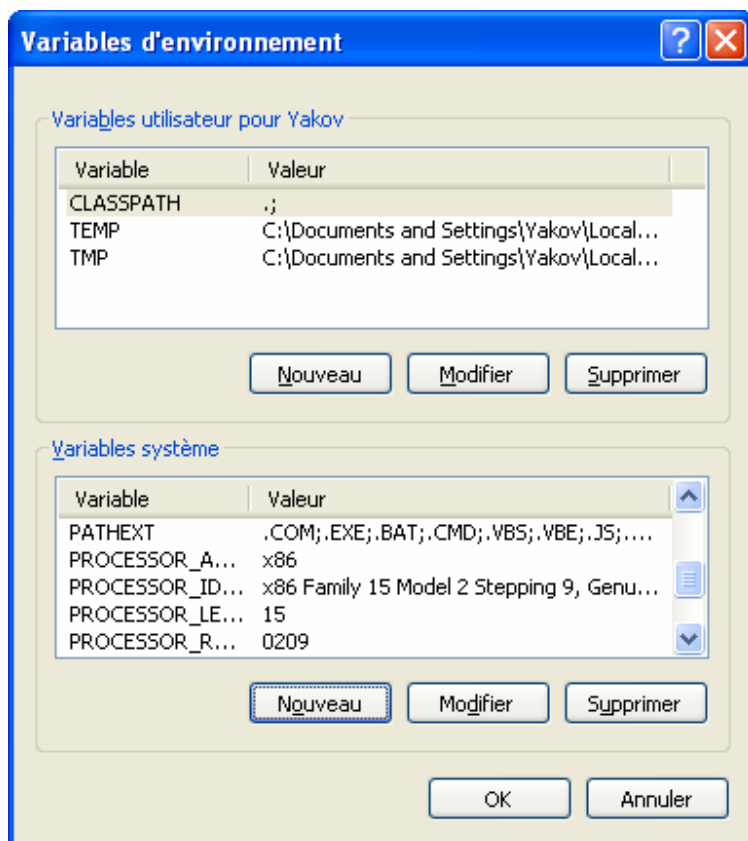 Variables d'environnement
Variables utilisateur pour Yakov
Variable Valeur
CLASSPATH .;
TEMP C:\Documents and Settings\Yakov\Local...
TMP C:\Documents and Settings\Yakov\Local...
Nouveau Modifier Supprimer
Variables système
Variable Valeur
PATHEXT .COM;.EXE;.BAT;.CMD;.VBS;.VBE;.JS;....
PROCESSOR_A... x86
PROCESSOR_ID... x86 Family 15 Model 2 Stepping 9, Genu...
PROCESSOR_LE... 15
PROCESSOR_R... 0209
Nouveau Modifier Supprimer
OK Annuler